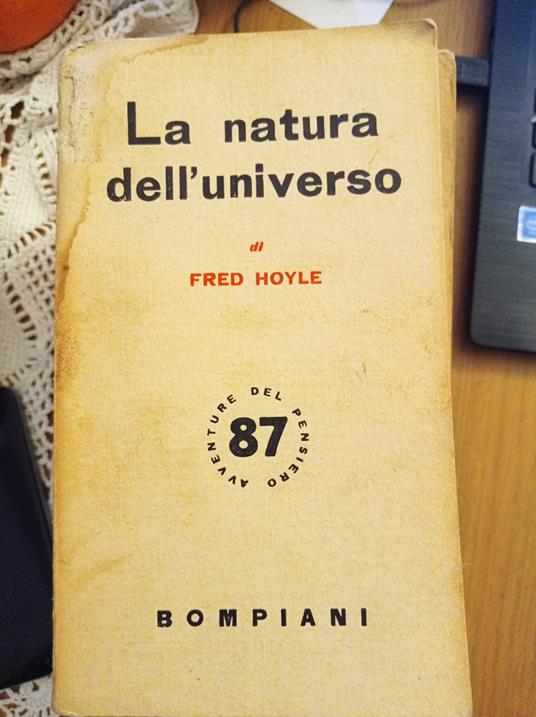 La natura
dell'universo
di
FRED HOYLE
AVVENTURE DEL PENSIERO
87
BOMPIANI